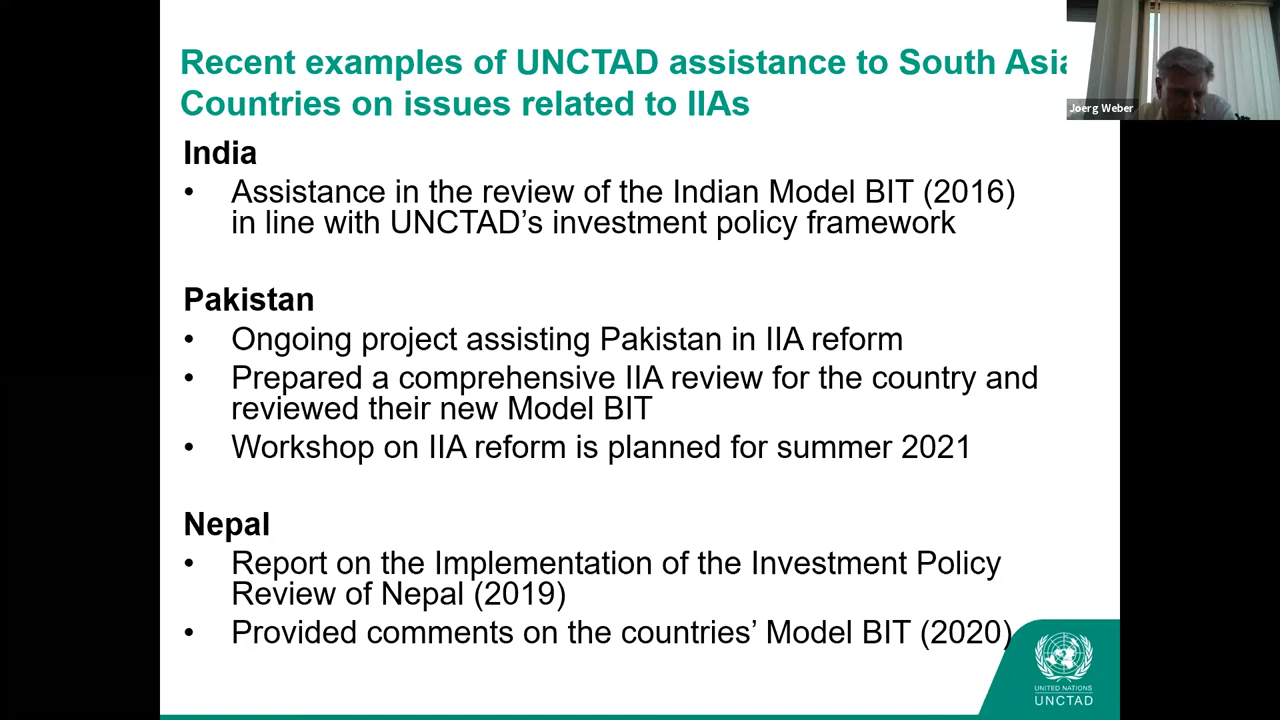 Recent examples of UNCTAD assistance to South Asia
Countries on issues related to IIAs
Joerg Weber
India
• Assistance in the review of the Indian Model BIT (2016)
in line with UNCTAD’s investment policy framework
Pakistan
• Ongoing project assisting Pakistan in IIA reform
• Prepared a comprehensive IIA review for the country and
reviewed their new Model BIT
• Workshop on IIA reform is planned for summer 2021
Nepal
• Report on the Implementation of the Investment Policy
Review of Nepal (2019)
• Provided comments on the countries’ Model BIT (2020)
UNITED NATIONS
UNCTAD